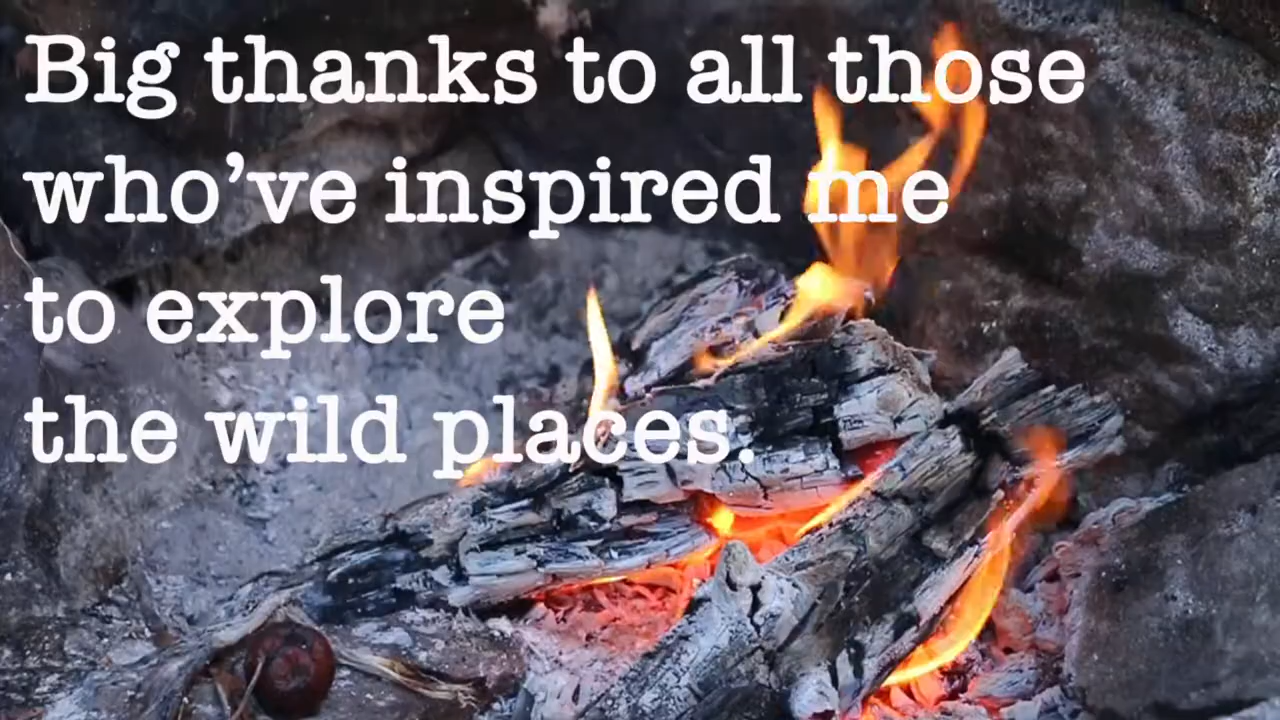 Big thanks to all those
who’ve inspired me
to explore
the wild places.